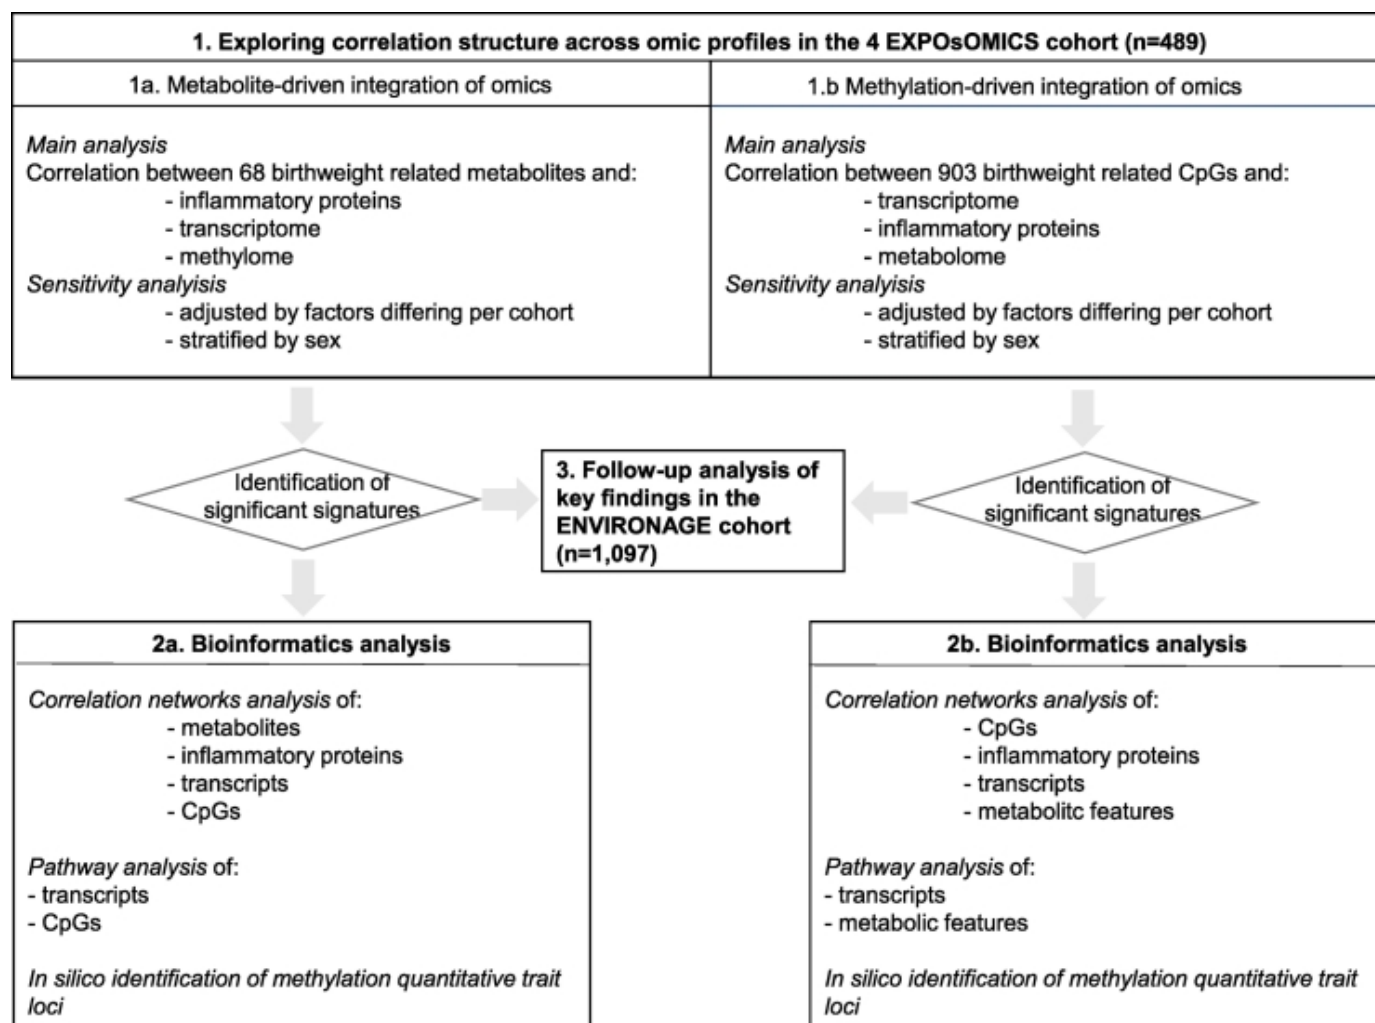 1. Exploring correlation structure across omic profiles in the 4 EXPOsOMICS cohort (n=489)
1a. Metabolite-driven integration of omics
Main analysis
Correlation between 68 birthweight related metabolites and:
- inflammatory proteins
- transcriptome
- methylome
Sensitivity analyisis
- adjusted by factors differing per cohort
- stratified by sex
1.b Methylation-driven integration of omics
Main analysis
Correlation between 903 birthweight related CpGs and:
- transcriptome
- inflammatory proteins
- metabolome
Sensitivity analyisis
- adjusted by factors differing per cohort
- stratified by sex
Identification of
significant signatures
3. Follow-up analysis of
key findings in the
ENVIRONAGE cohort
(n=1,097)
Identification of
significant signatures
2a. Bioinformatics analysis
Correlation networks analysis of:
- metabolites
- inflammatory proteins
- transcripts
- CpGs
Pathway analysis of:
- transcripts
- CpGs
In silico identification of methylation quantitative trait
loci
2b. Bioinformatics analysis
Correlation networks analysis of:
- CpGs
- inflammatory proteins
- transcripts
- metabolitc features
Pathway analysis of:
- transcripts
- metabolic features
In silico identification of methylation quantitative trait
loci